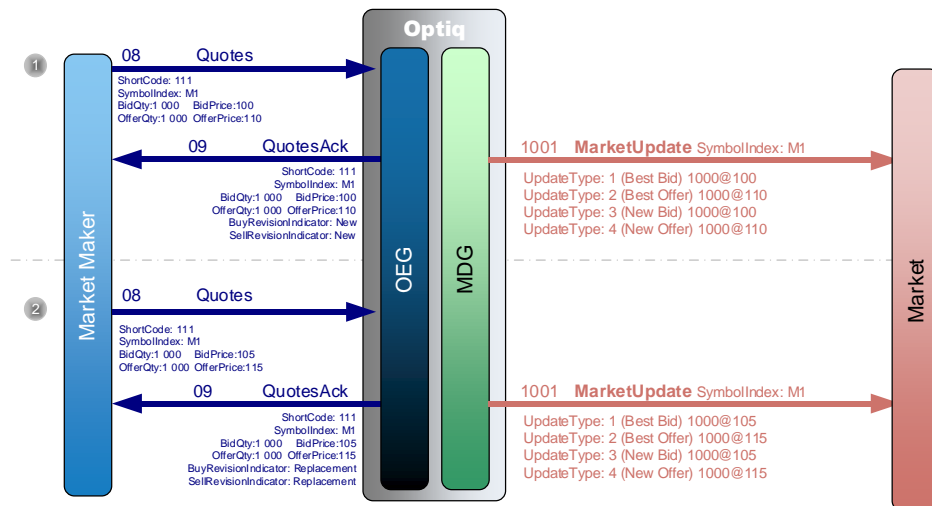 Optiq
1
08 Quotes
ShortCode: 111
SymbolIndex: M1
BidQty:1 000 BidPrice:100
OfferQty:1 000 OfferPrice:110
09 QuotesAck
ShortCode: 111
SymbolIndex: M1
BidQty:1 000 BidPrice:100
OfferQty:1 000 OfferPrice:110
BuyRevisionIndicator: New
SellRevisionIndicator: New
1001 MarketUpdate SymbolIndex: M1
UpdateType: 1 (Best Bid) 1000@100
UpdateType: 2 (Best Offer) 1000@110
UpdateType: 3 (New Bid) 1000@100
UpdateType: 4 (New Offer) 1000@110
Market Maker
OEG
MDG
Market
2
08 Quotes
ShortCode: 111
SymbolIndex: M1
BidQty:1 000 BidPrice:105
OfferQty:1 000 OfferPrice:115
09 QuotesAck
ShortCode: 111
SymbolIndex: M1
BidQty:1 000 BidPrice:105
OfferQty:1 000 OfferPrice:115
BuyRevisionIndicator: Replacement
SellRevisionIndicator: Replacement
1001 MarketUpdate SymbolIndex: M1
UpdateType: 1 (Best Bid) 1000@105
UpdateType: 2 (Best Offer) 1000@115
UpdateType: 3 (New Bid) 1000@105
UpdateType: 4 (New Offer) 1000@115